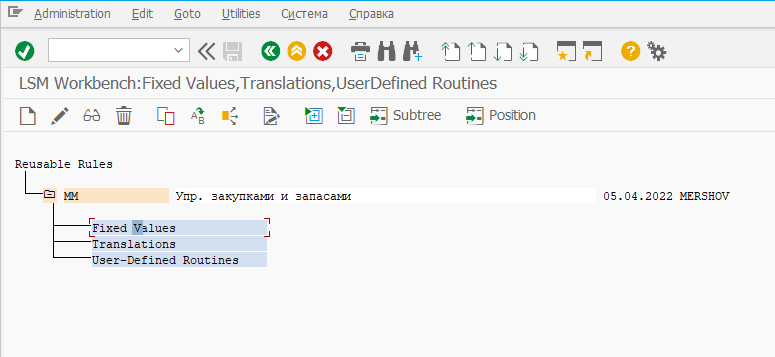 Administration Edit Goto Utilities Система Справка
LSM Workbench:Fixed Values,Translations,UserDefined Routines
Subtree Position
Reusable Rules
MM Упр. закупками и запасами 05.04.2022 MERSHOV
Fixed Values
Translations
User-Defined Routines